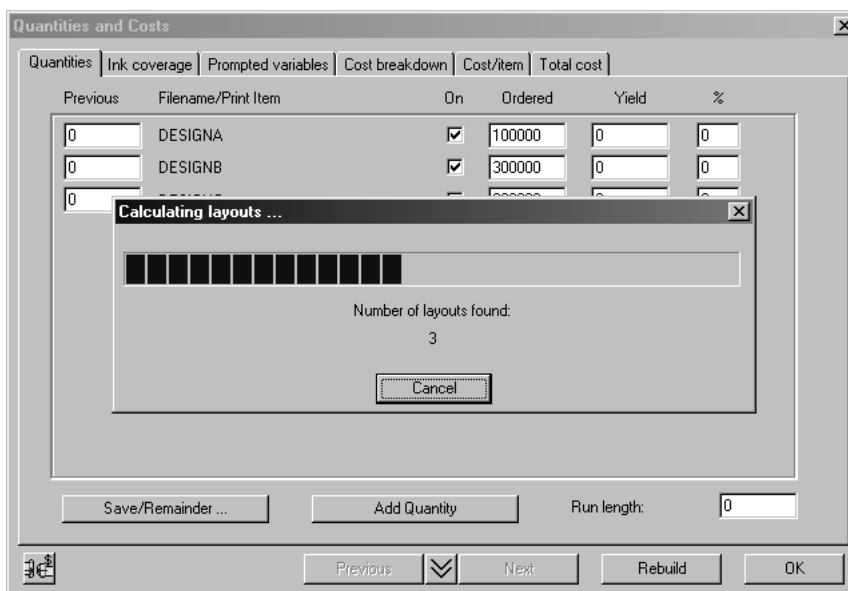 Quantities and Costs
Quantities Ink coverage Prompted variables Cost breakdown Cost/item Total cost
Previous Filename/Print Item On Ordered Yield %
0 DESIGNA 100000 0 0
0 DESIGNB 300000 0 0
0
Calculating layouts ...
Number of layouts found:
3
Cancel
Save/Remainder ... Add Quantity Run length: 0
Previous Next Rebuild OK